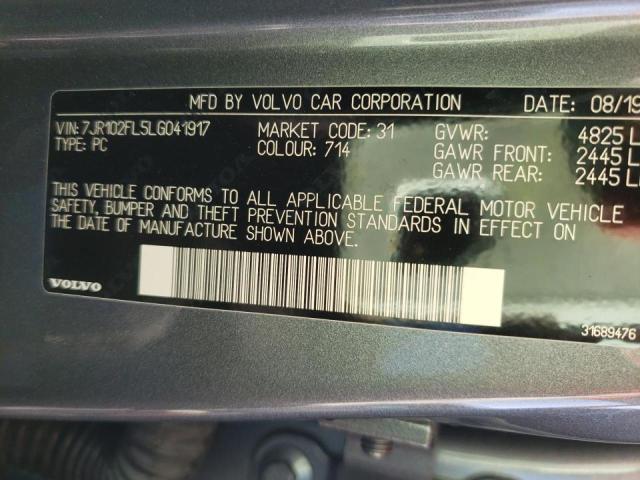 MFD BY VOLVO CAR CORPORATION DATE: 08/19
VIN: 7JR102FL5LG041917 MARKET CODE: 31 GVWR: 4825 L
TYPE: PC COLOUR: 714 GAWR FRONT: 2445 L
GAWR REAR: 2445 L
THIS VEHICLE CONFORMS TO ALL APPLICABLE FEDERAL MOTOR VEHICLE
SAFETY, BUMPER AND THEFT PREVENTION STANDARDS IN EFFECT ON
THE DATE OF MANUFACTURE SHOWN ABOVE.
VOLVO
31689476